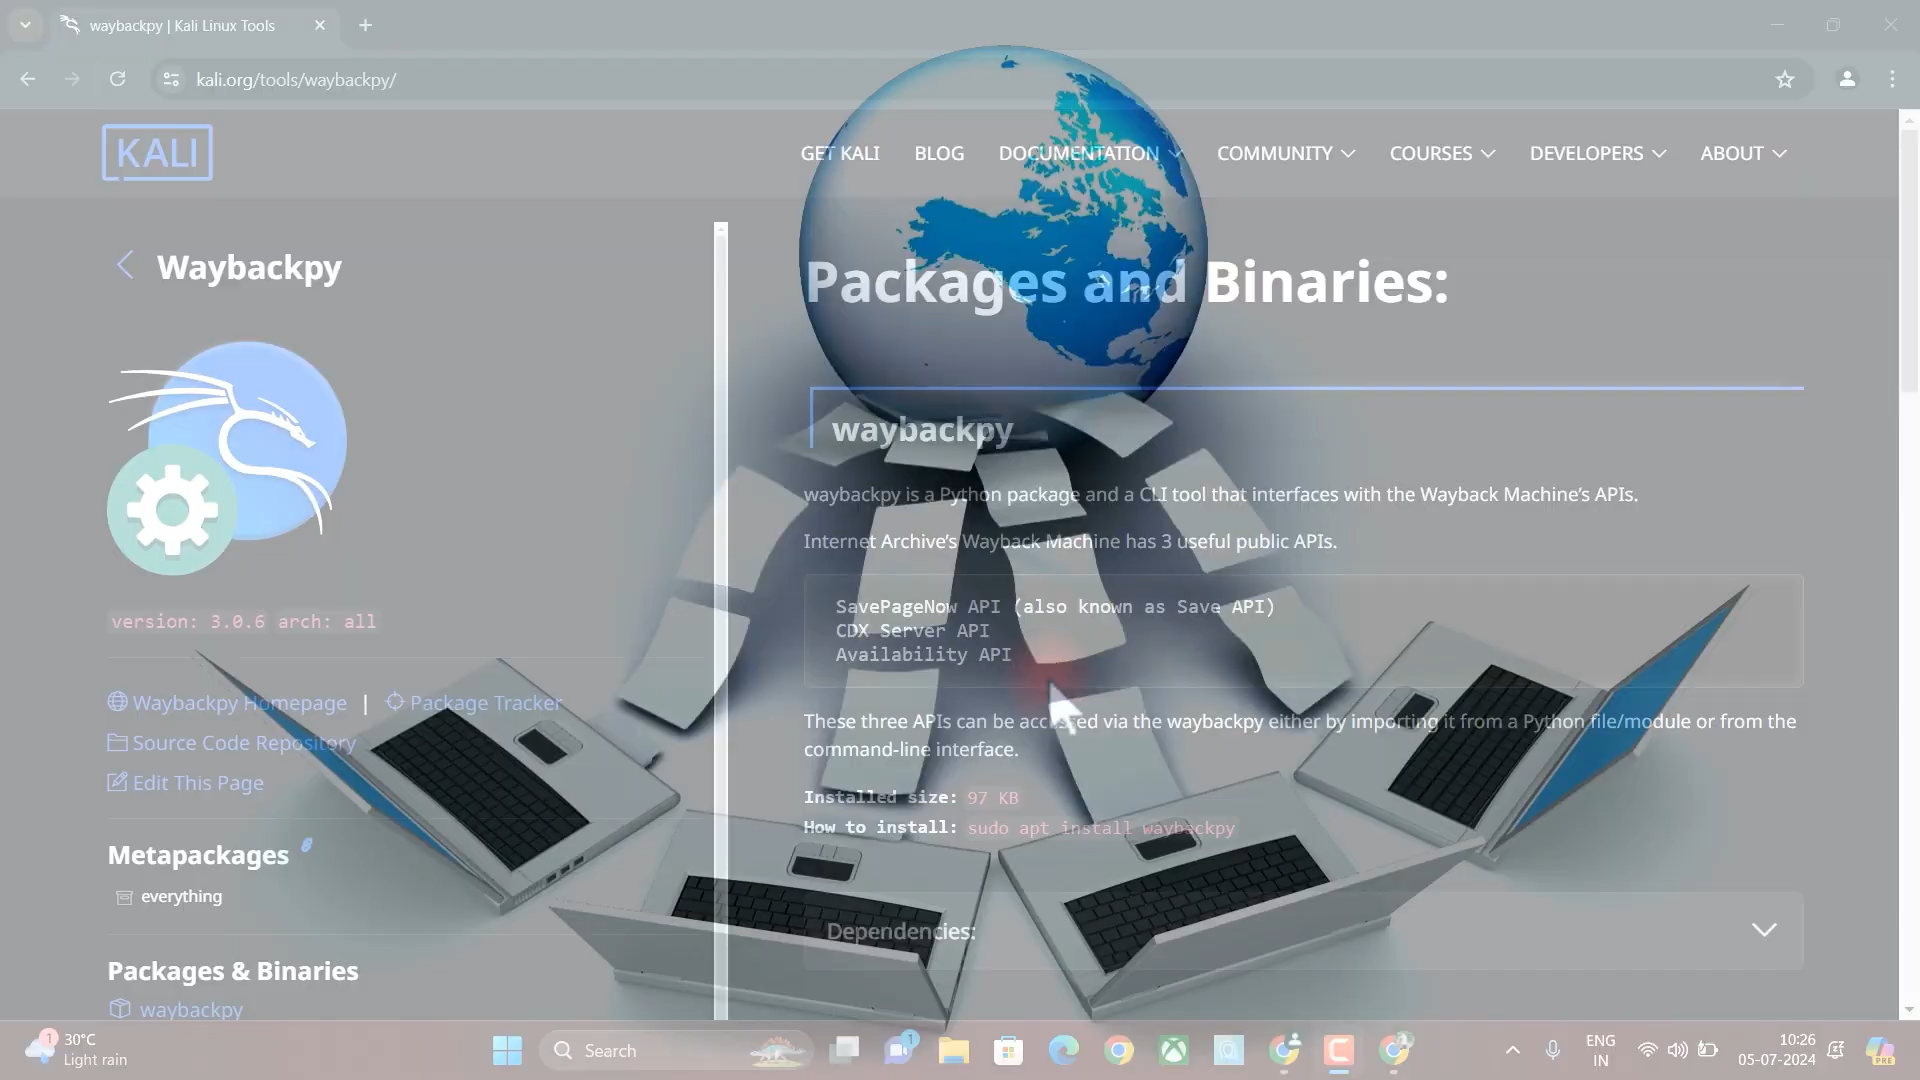 waybackpy | Kali Linux Tools
kali.org/tools/waybackpy/
KALI
GET KALI
BLOG
DOCUMENTATION
COMMUNITY
COURSES
DEVELOPERS
ABOUT
Waybackpy
version: 3.0.6 arch: all
Waybackpy Homepage | Package Tracker
Source Code Repository
Edit This Page
Metapackages
everything
Packages & Binaries
waybackpy
Packages and Binaries:
waybackpy
waybackpy is a Python package and a CLI tool that interfaces with the Wayback Machine’s APIs.
Internet Archive’s Wayback Machine has 3 useful public APIs.
SavePageNow API (also known as Save API)
CDX Server API
Availability API
These three APIs can be accessed via the waybackpy either by importing it from a Python file/module or from the
command-line interface.
Installed size: 97 KB
How to install: sudo apt install waybackpy
Dependencies:
1
30°C
Light rain
Search
1
ENG
IN
10:26
05-07-2024
PRE